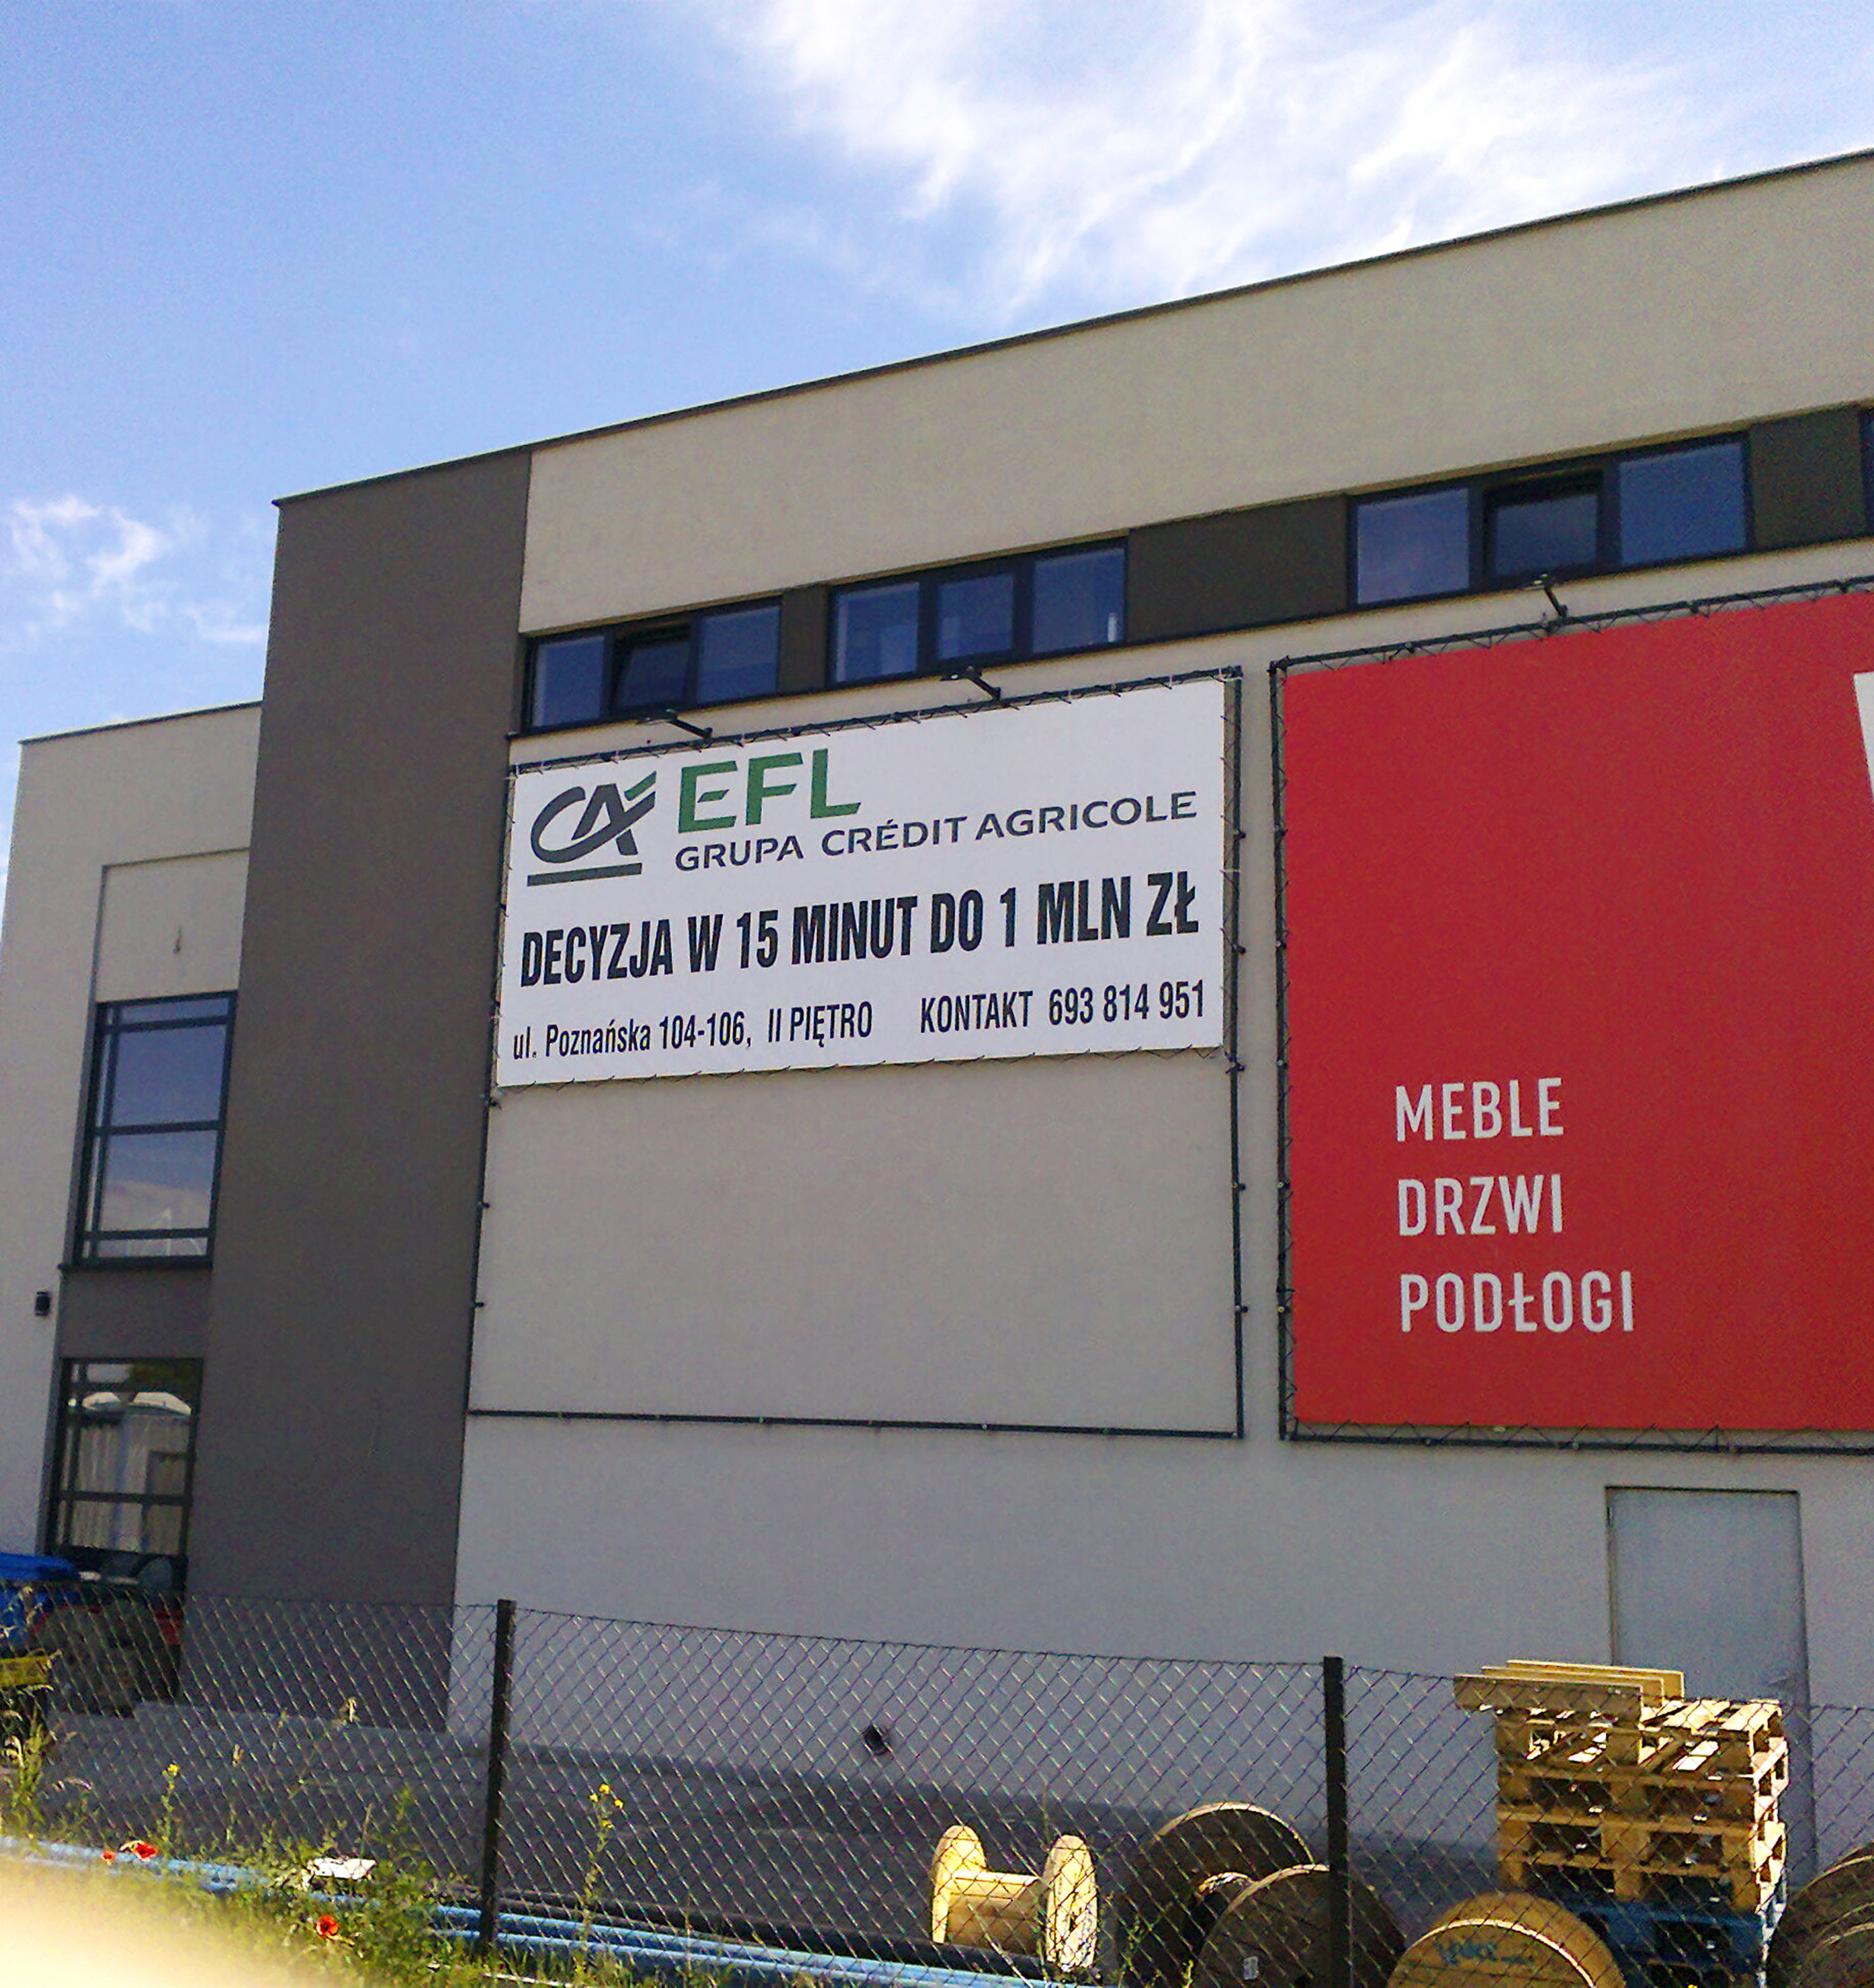 CA EFL
GRUPA CRÉDIT AGRICOLE
DECYZJA W 15 MINUT DO 1 MLN ZŁ
ul. Poznańska 104-106, II PIĘTRO KONTAKT 693 814 951
MEBLE
DRZWI
PODŁOGI